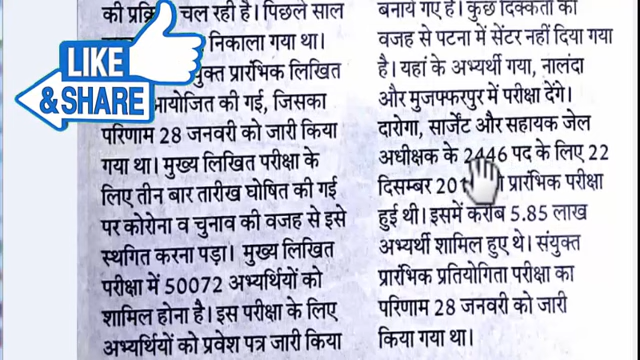 LIKE
& SHARE
की चल रही है। पिछले साल
निकाला गया था।
प्रारंभिक लिखित
की गई, जिसका
परिणाम 28 जनवरी को जारी किया
गया था। मुख्य लिखित परीक्षा के
लिए तीन बार तारीख घोषित की गई
पर कोरोना व चुनाव की वजह से इसे
स्थगित करना पड़ा। मुख्य लिखित
परीक्षा में 50072 अभ्यर्थियों को
शामिल होना है। इस परीक्षा के लिए
अभ्यर्थियों को प्रवेश पत्र जारी किया
बनाये गए है। कुछ दिक्कतों की
वजह से पटना में सेंटर नहीं दिया गया
है। यहां के अभ्यर्थी गया, नालंदा
और मुजफ्फरपुर में परीक्षा देंगे।
दारोगा, सार्जेंट और सहायक जेल
अधीक्षक के 2446 पद के लिए 22
दिसम्बर प्रारंभिक परीक्षा
हुई थी। इसमें करीब 5.85 लाख
अभ्यर्थी शामिल हुए थे। संयुक्त
प्रारंभिक प्रतियोगिता परीक्षा का
परिणाम 28 जनवरी को जारी
किया गया था।